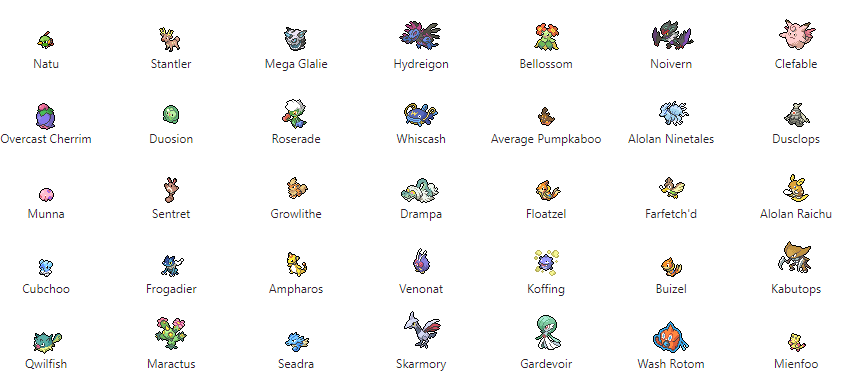 Natu Stantler Mega Glalie Hydreigon Bellossom Noivern Clefable
Overcast Cherrim Duosion Roserade Whiscash Average Pumpkaboo Alolan Ninetales Dusclops
Munna Sentret Growlithe Drampa Floatzel Farfetch'd Alolan Raichu
Cubchoo Frogadier Ampharos Venonat Koffing Buizel Kabutops
Qwilfish Maractus Seadra Skarmory Gardevoir Wash Rotom Mienfoo